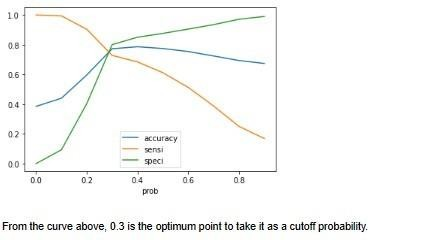 1.0
0.8
0.6
0.4
0.2
0.0
accuracy
sensi
speci
0.0 0.2 0.4 0.6 0.8
prob
From the curve above, 0.3 is the optimum point to take it as a cutoff probability.